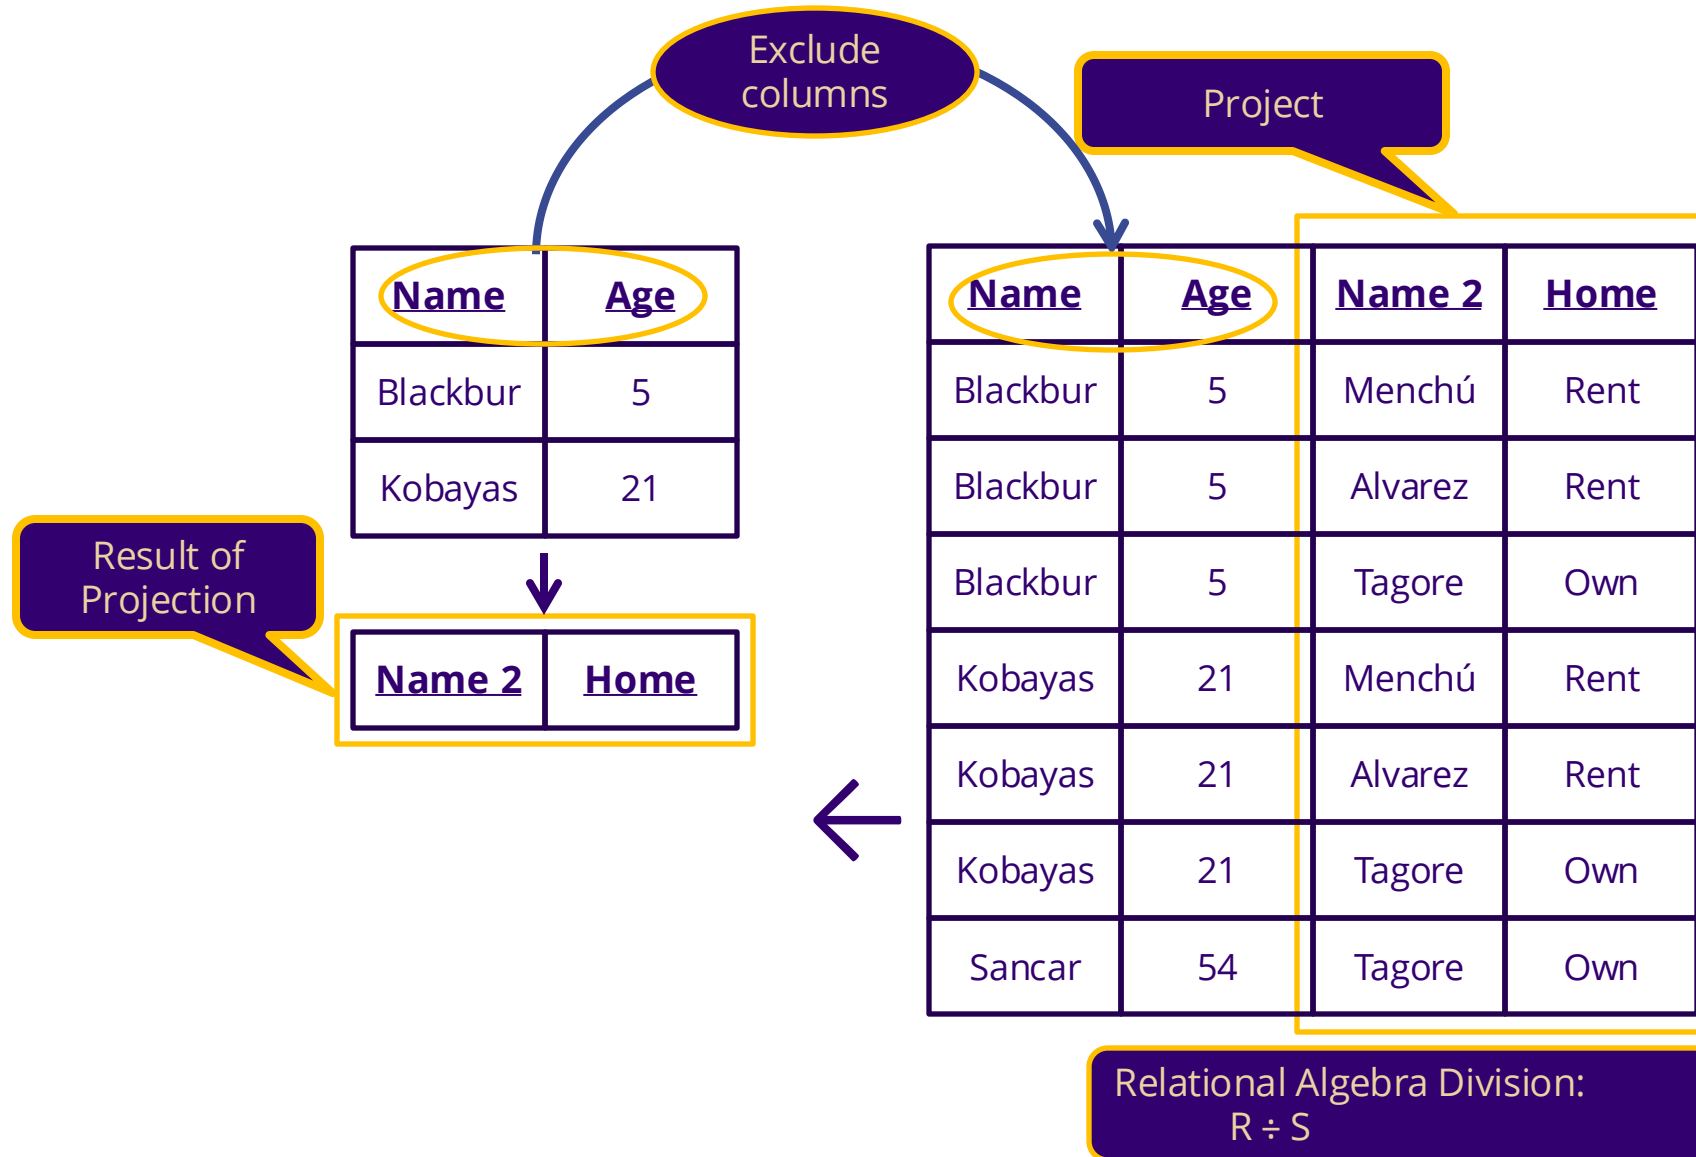 Exclude
columns
Project
Name Age
Blackbur 5
Kobayas 21
Result of
Projection
Name 2 Home
Name Age Name 2 Home
Blackbur 5 Menchú Rent
Blackbur 5 Alvarez Rent
Blackbur 5 Tagore Own
Kobayas 21 Menchú Rent
Kobayas 21 Alvarez Rent
Kobayas 21 Tagore Own
Sancar 54 Tagore Own
Relational Algebra Division:
R ÷ S